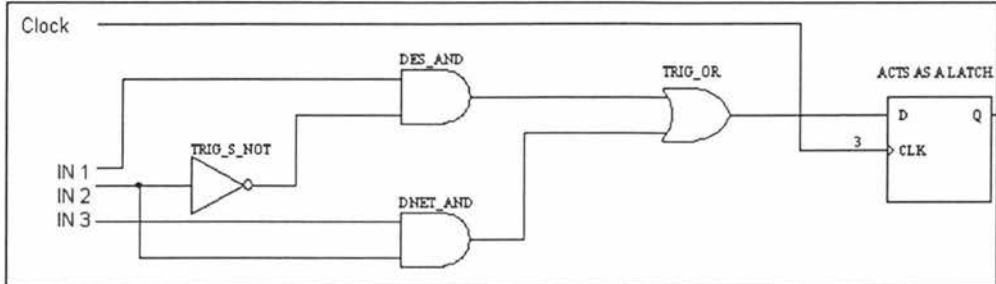 Clock
DES_AND
TRIG_OR
ACTS AS A LATCH
D
Q
TRIG_S_NOT
3
CLK
IN 1
IN 2
IN 3
DNET_AND